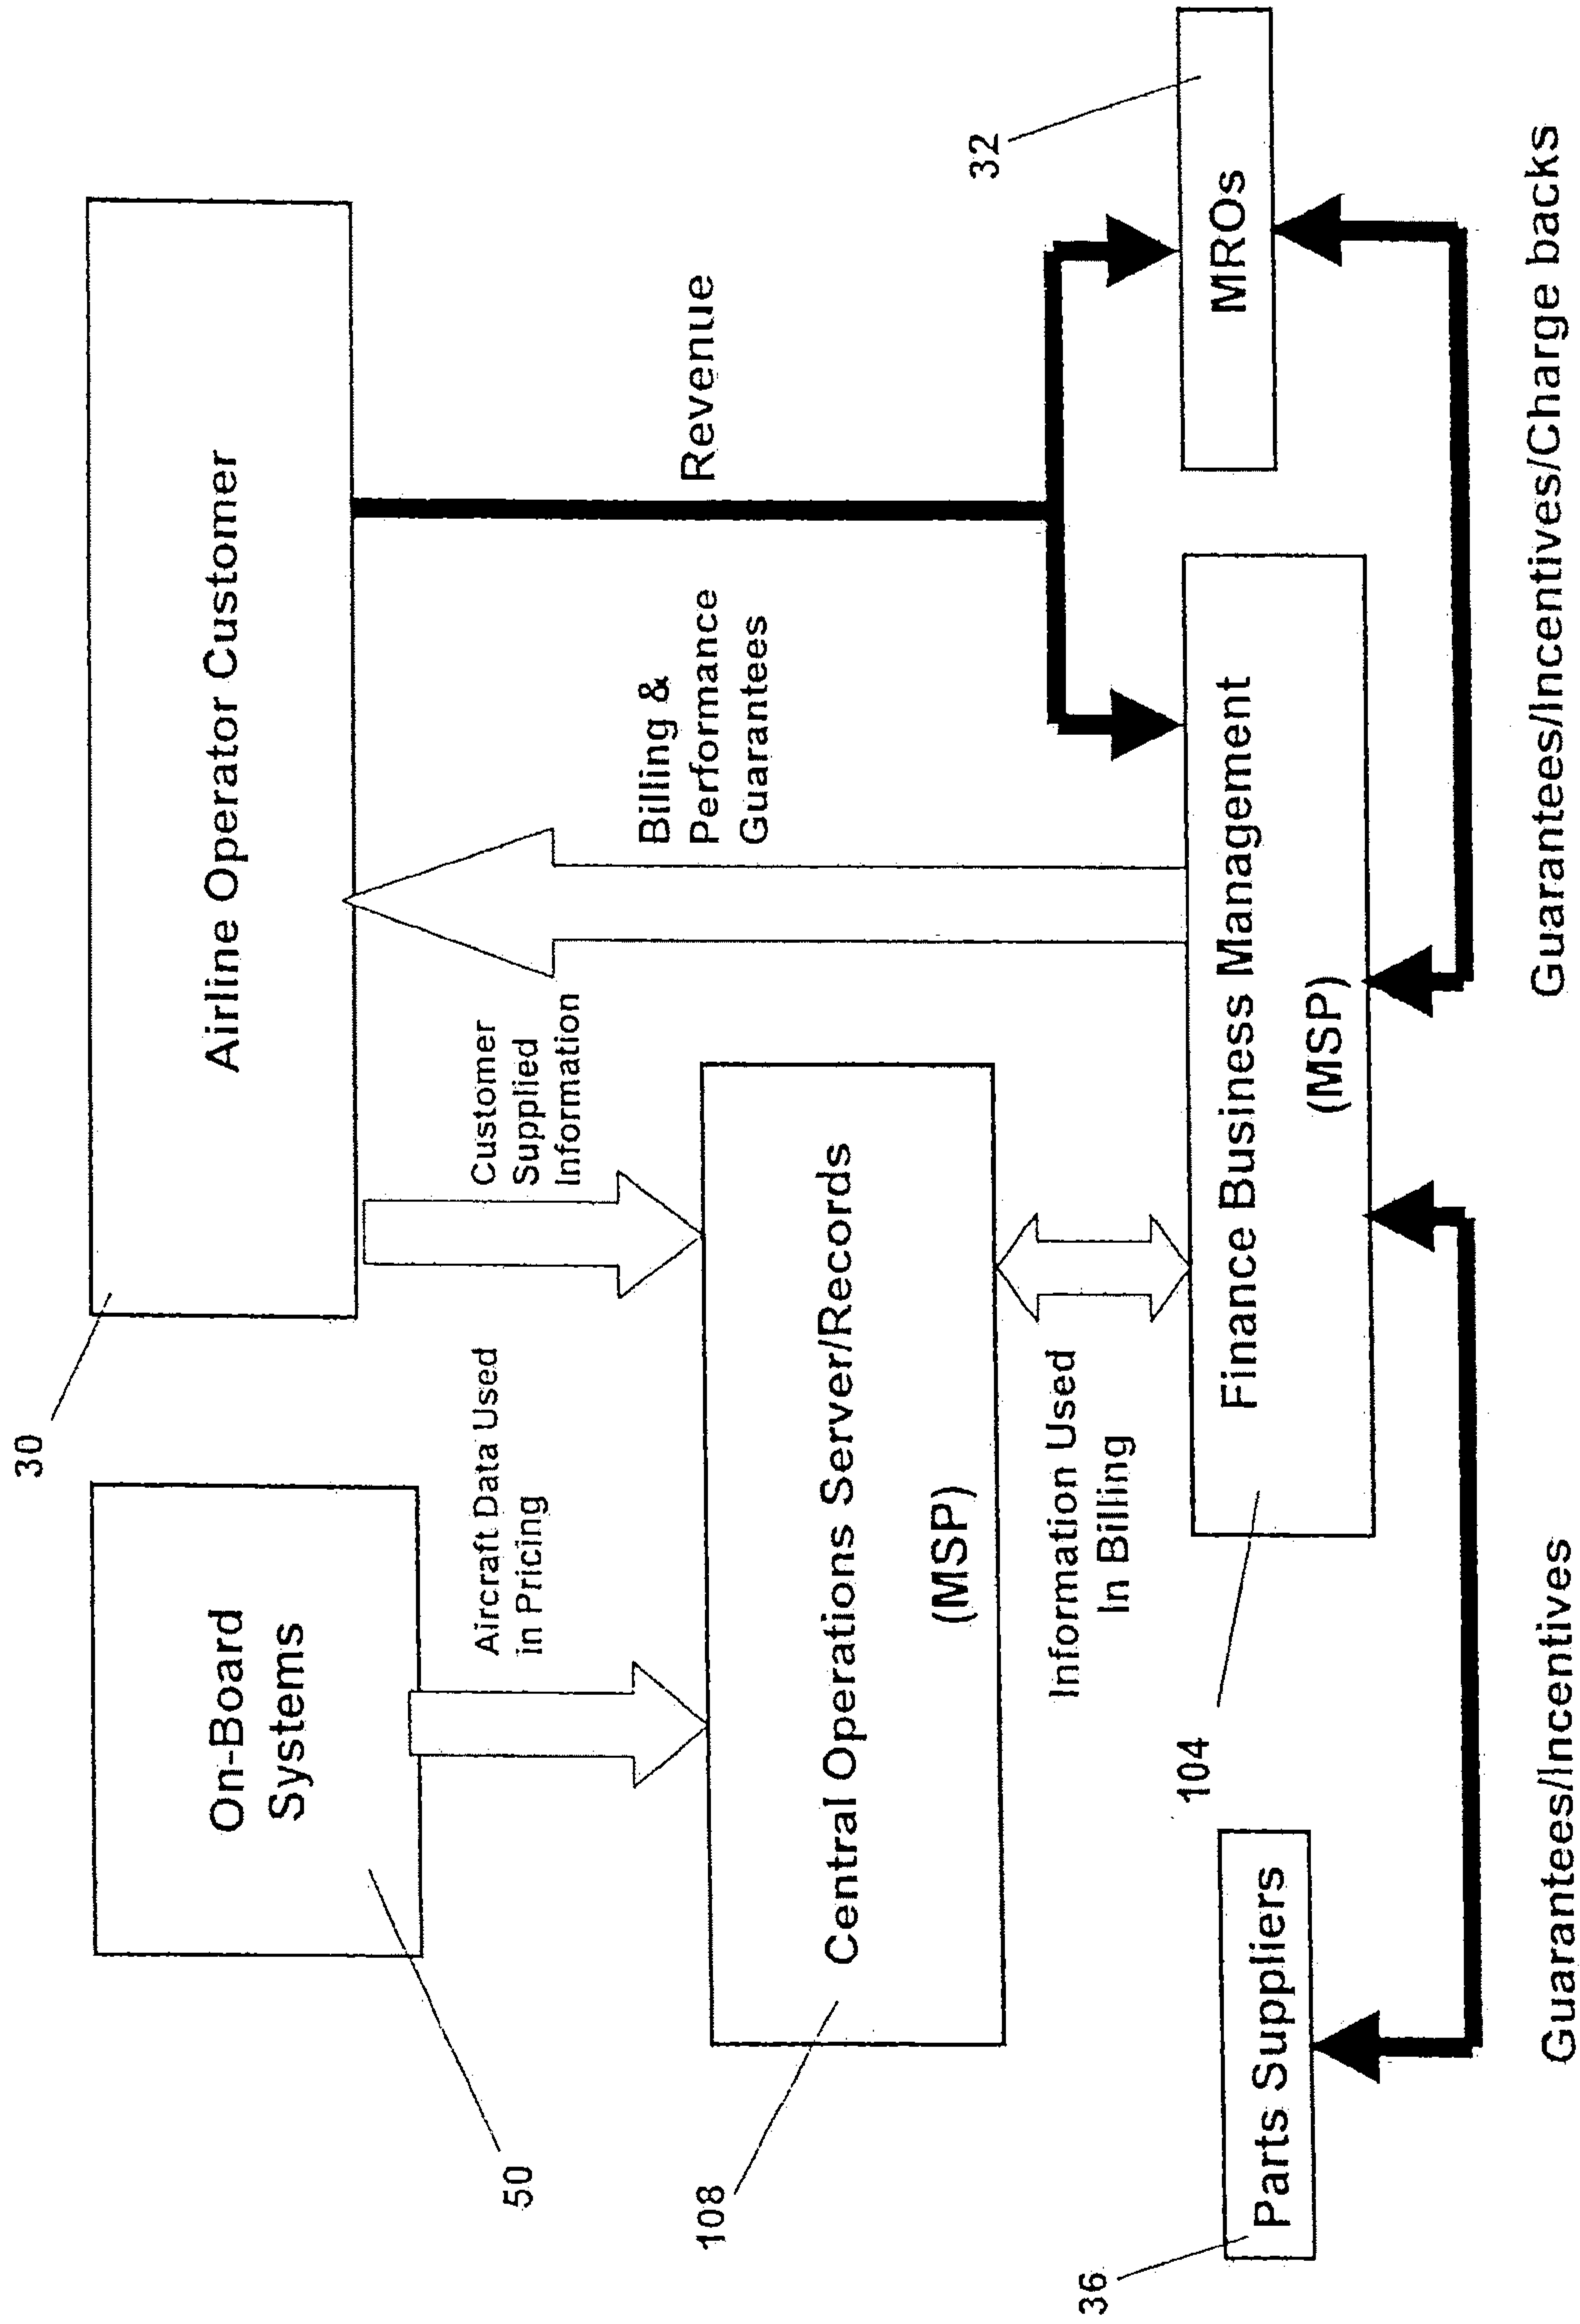 30
Airline Operator Customer
On-Board
Systems
50
Aircraft Data Used
in Pricing
Customer
Supplied
Information
Billing &
Performance
Guarantees
Revenue
108
Central Operations Server/Records
(MSP)
Information Used
In Billing
32
MROs
104
Finance Business Management
(MSP)
36
Parts Suppliers
Guarantees/Incentives
Guarantees/Incentives/Charge backs